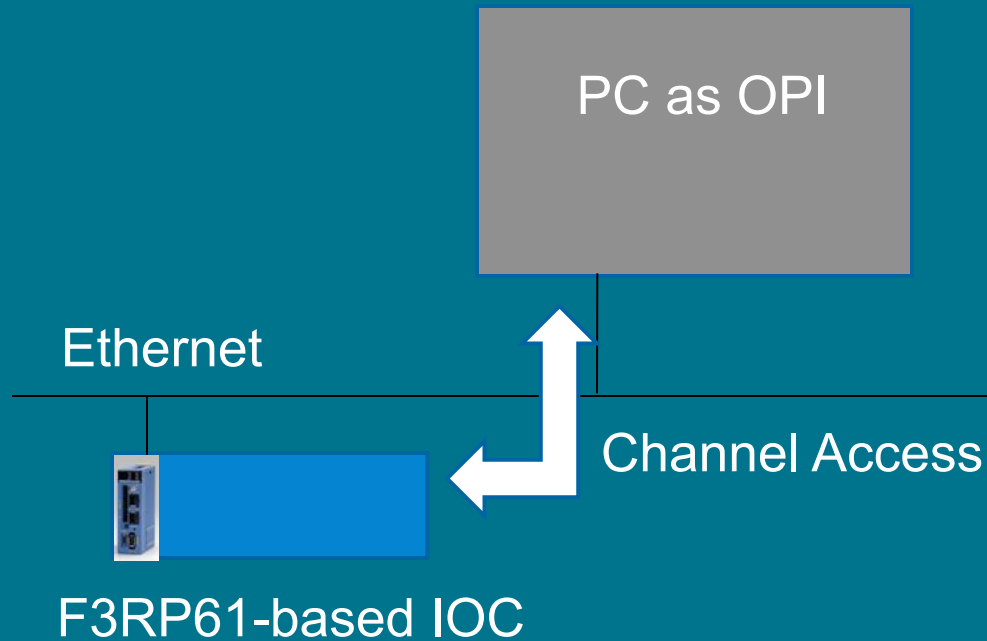 PC as OPI
Ethernet
Channel Access
F3RP61-based IOC